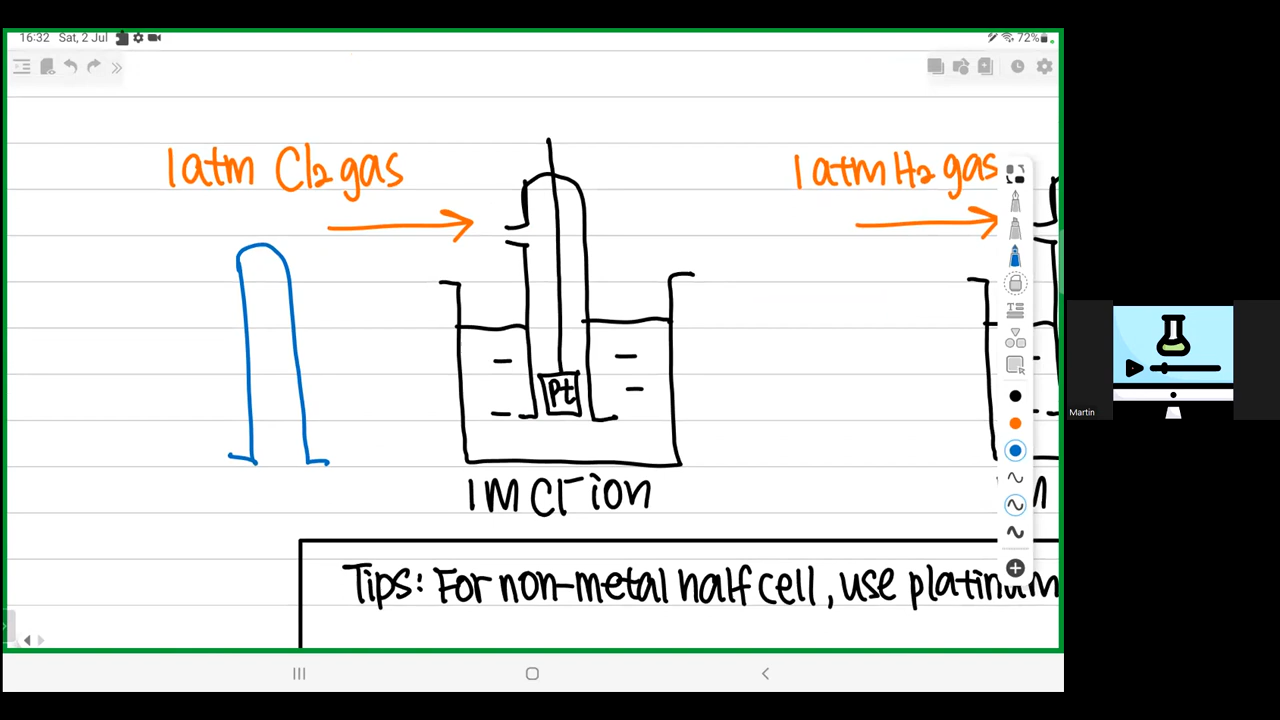 16:32 Sat, 2 Jul
72%
1atm Cl₂ gas
1atm H₂ gas
Pt
1M Cl⁻ ion
Tips: For non-metal half cell, use platinum
Martin